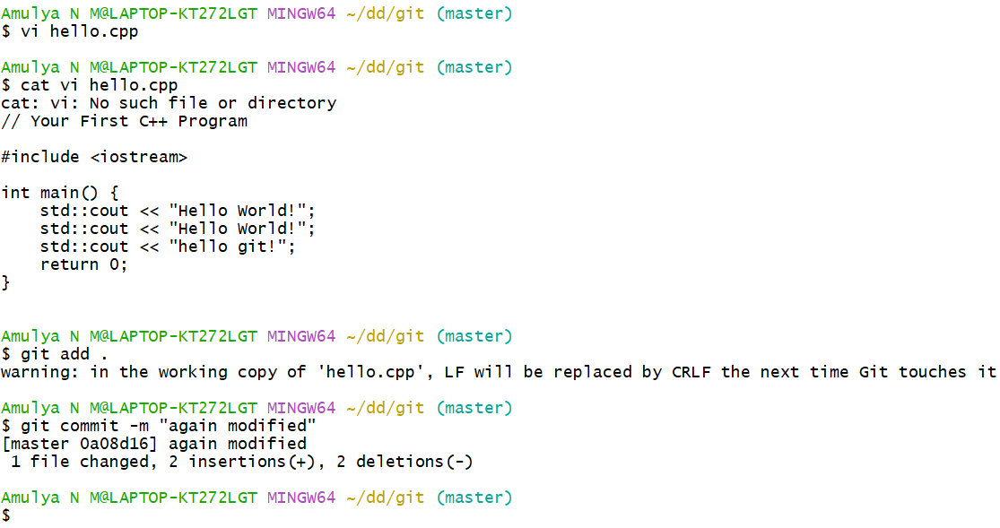 Amulya N M@LAPTOP-KT272LGT MINGW64 ~/dd/git (master)
$ vi hello.cpp
Amulya N M@LAPTOP-KT272LGT MINGW64 ~/dd/git (master)
$ cat vi hello.cpp
cat: vi: No such file or directory
// Your First C++ Program
#include <iostream>
int main() {
    std::cout << "Hello World!";
    std::cout << "Hello World!";
    std::cout << "hello git!";
    return 0;
}
Amulya N M@LAPTOP-KT272LGT MINGW64 ~/dd/git (master)
$ git add .
warning: in the working copy of 'hello.cpp', LF will be replaced by CRLF the next time Git touches it
Amulya N M@LAPTOP-KT272LGT MINGW64 ~/dd/git (master)
$ git commit -m "again modified"
[master 0a08d16] again modified
 1 file changed, 2 insertions(+), 2 deletions(-)
Amulya N M@LAPTOP-KT272LGT MINGW64 ~/dd/git (master)
$